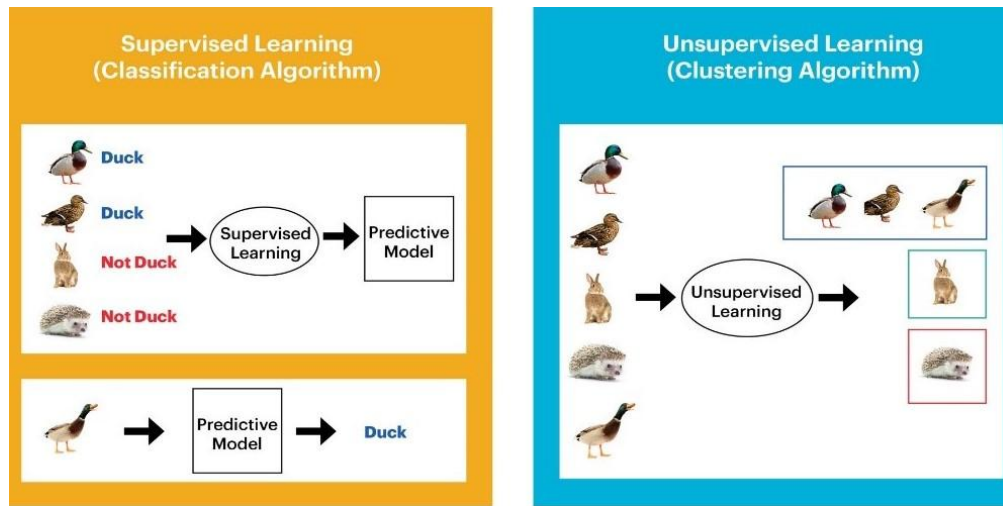 Supervised Learning
(Classification Algorithm)
Duck
Duck
Not Duck
Not Duck
Supervised
Learning
Predictive
Model
Predictive
Model
Duck
Unsupervised Learning
(Clustering Algorithm)
Unsupervised
Learning